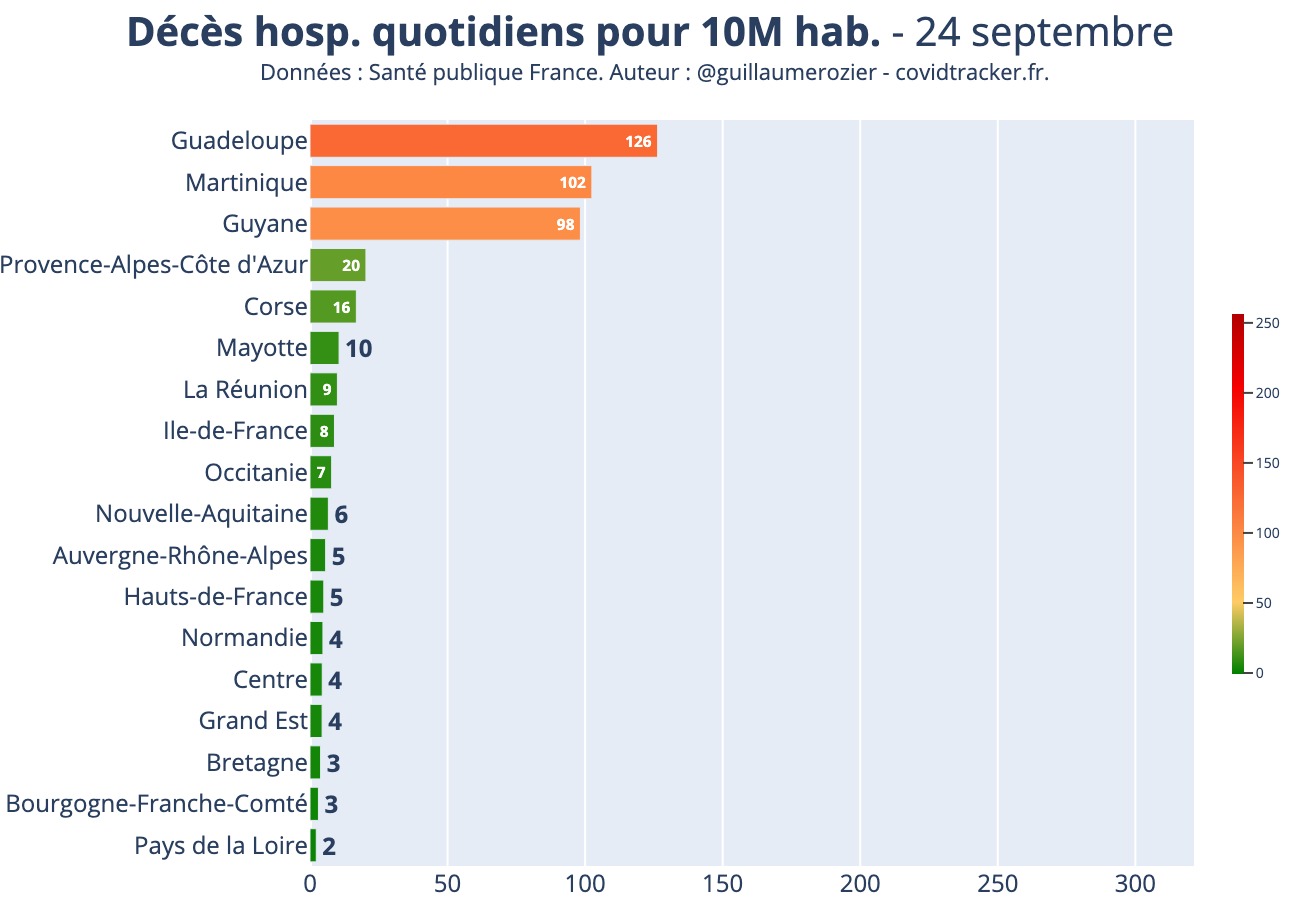 Décès hosp. quotidiens pour 10M hab. - 24 septembre
Données : Santé publique France. Auteur : @guillaumerozier - covidtracker.fr.
Guadeloupe 126
Martinique 102
Guyane 98
Provence-Alpes-Côte d'Azur 20
Corse 16
Mayotte 10
La Réunion 9
Ile-de-France 8
Occitanie 7
Nouvelle-Aquitaine 6
Auvergne-Rhône-Alpes 5
Hauts-de-France 5
Normandie 4
Centre 4
Grand Est 4
Bretagne 3
Bourgogne-Franche-Comté 3
Pays de la Loire 2
0 50 100 150 200 250 300
250
200
150
100
50
0